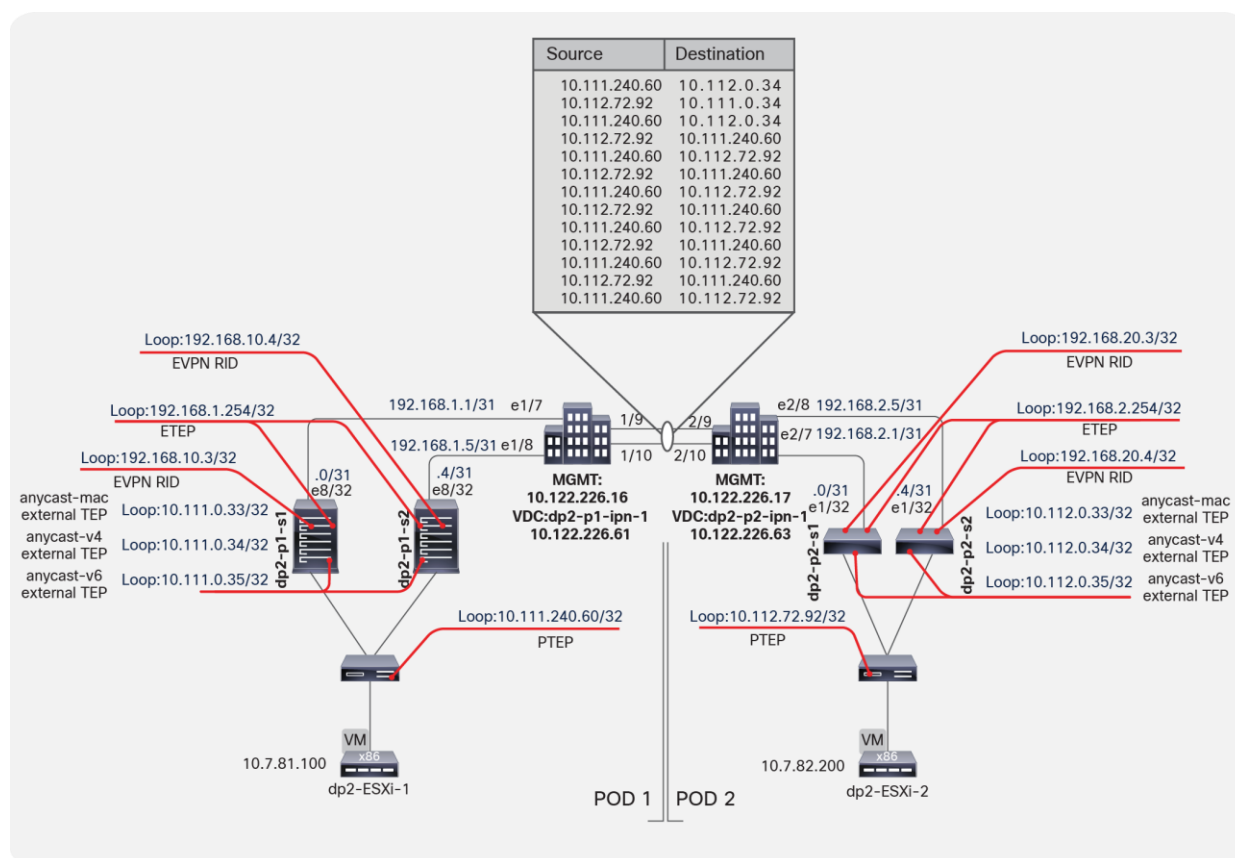 Source Destination
10.111.240.60 10.112.0.34
10.112.72.92 10.111.0.34
10.111.240.60 10.112.0.34
10.112.72.92 10.111.240.60
10.111.240.60 10.112.72.92
10.112.72.92 10.111.240.60
10.111.240.60 10.112.72.92
10.112.72.92 10.111.240.60
10.111.240.60 10.112.72.92
10.112.72.92 10.111.240.60
10.111.240.60 10.112.72.92
10.112.72.92 10.111.240.60
10.111.240.60 10.112.72.92
Loop:192.168.10.4/32
EVPN RID
Loop:192.168.1.254/32
ETEP
Loop:192.168.10.3/32
EVPN RID
anycast-mac
external TEP
Loop:10.111.0.33/32
anycast-v4
external TEP
Loop:10.111.0.34/32
anycast-v6
external TEP
Loop:10.111.0.35/32
192.168.1.1/31 e1/7
192.168.1.5/31 e1/8
.0/31
e8/32
.4/31
e8/32
dp2-p1-s1
dp2-p1-s2
1/9
1/10
2/9
2/10
MGMT:
10.122.226.16
VDC:dp2-p1-ipn-1
10.122.226.61
MGMT:
10.122.226.17
VDC:dp2-p2-ipn-1
10.122.226.63
e2/8 192.168.2.5/31
e2/7 192.168.2.1/31
.0/31
e1/32
.4/31
e1/32
dp2-p2-s1
dp2-p2-s2
Loop:192.168.20.3/32
EVPN RID
Loop:192.168.2.254/32
ETEP
Loop:192.168.20.4/32
EVPN RID
Loop:10.112.0.33/32
anycast-mac
external TEP
Loop:10.112.0.34/32
anycast-v4
external TEP
Loop:10.112.0.35/32
anycast-v6
external TEP
Loop:10.111.240.60/32
PTEP
Loop:10.112.72.92/32
PTEP
VM
x86
10.7.81.100
dp2-ESXi-1
VM
x86
10.7.82.200
dp2-ESXi-2
POD 1
POD 2